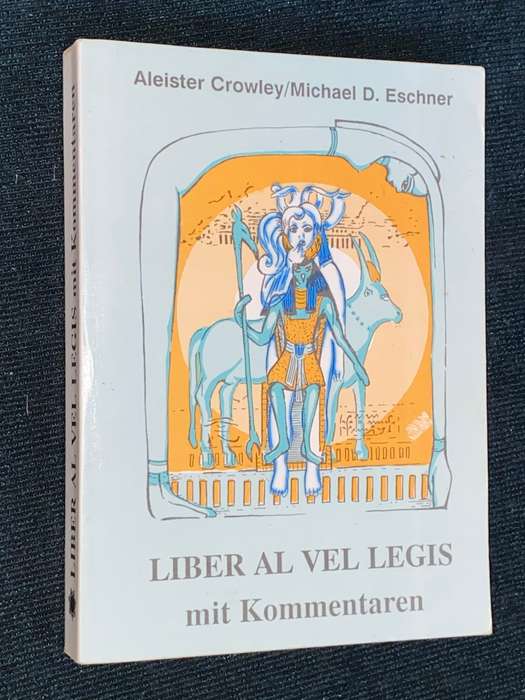 Aleister Crowley/Michael D. Eschner
LIBER AL VEL LEGIS
mit Kommentaren
LIBER AL VEL LEGIS mit Kommentaren